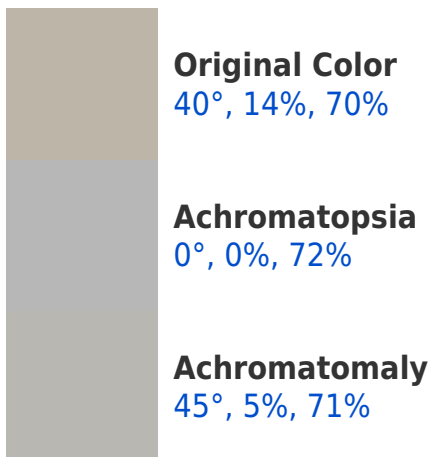 Original Color
40°, 14%, 70%
Achromatopsia
0°, 0%, 72%
Achromatomaly
45°, 5%, 71%